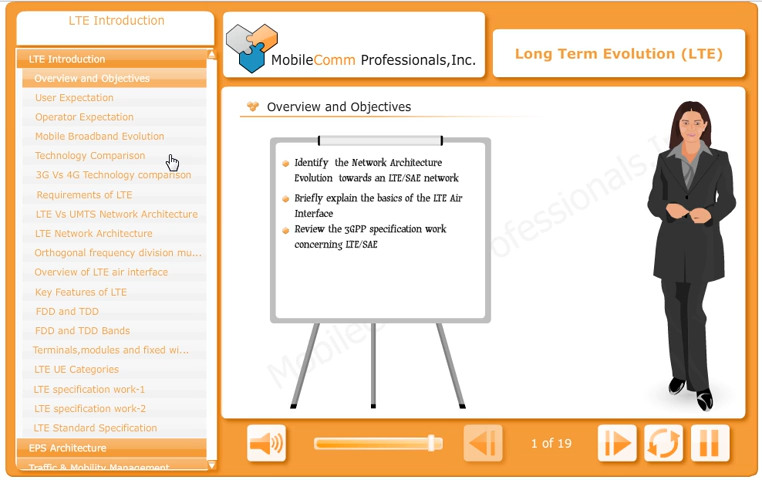 LTE Introduction
LTE Introduction
Overview and Objectives
User Expectation
Operator Expectation
Mobile Broadband Evolution
Technology Comparison
3G Vs 4G Technology comparison
Requirements of LTE
LTE Vs UMTS Network Architecture
LTE Network Architecture
Orthogonal frequency division mu...
Overview of LTE air interface
Key Features of LTE
FDD and TDD
FDD and TDD Bands
Terminals,modules and fixed wi...
LTE UE Categories
LTE specification work-1
LTE specification work-2
LTE Standard Specification
EPS Architecture
Traffic & Mobility Management
MobileComm Professionals,Inc.
Long Term Evolution (LTE)
Overview and Objectives
Identify the Network Architecture
Evolution towards an LTE/SAE network
Briefly explain the basics of the LTE Air
Interface
Review the 3GPP specification work
concerning LTE/SAE
1 of 19